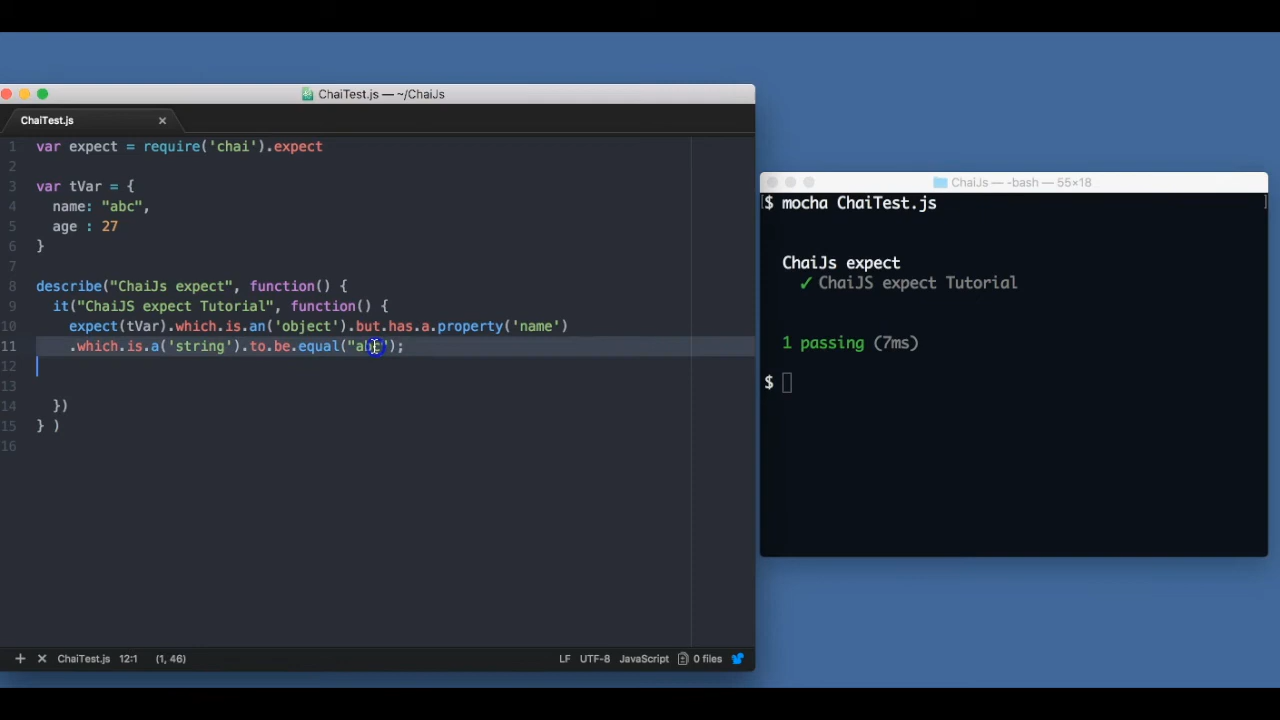 ChaiTest.js — ~/ChaiJs
ChaiTest.js
1 var expect = require('chai').expect
2
3 var tVar = {
4 name: "abc",
5 age : 27
6 }
7
8 describe("ChaiJs expect", function() {
9 it("ChaiJS expect Tutorial", function() {
10 expect(tVar).which.is.an('object').but.has.a.property('name')
11 .which.is.a('string').to.be.equal("abc");
12
13
14 })
15 } )
16
ChaiTest.js 12:1 (1, 46) LF UTF-8 JavaScript 0 files
ChaiJs — -bash — 55×18
[$ mocha ChaiTest.js ]
ChaiJs expect
✓ ChaiJS expect Tutorial
1 passing (7ms)
$